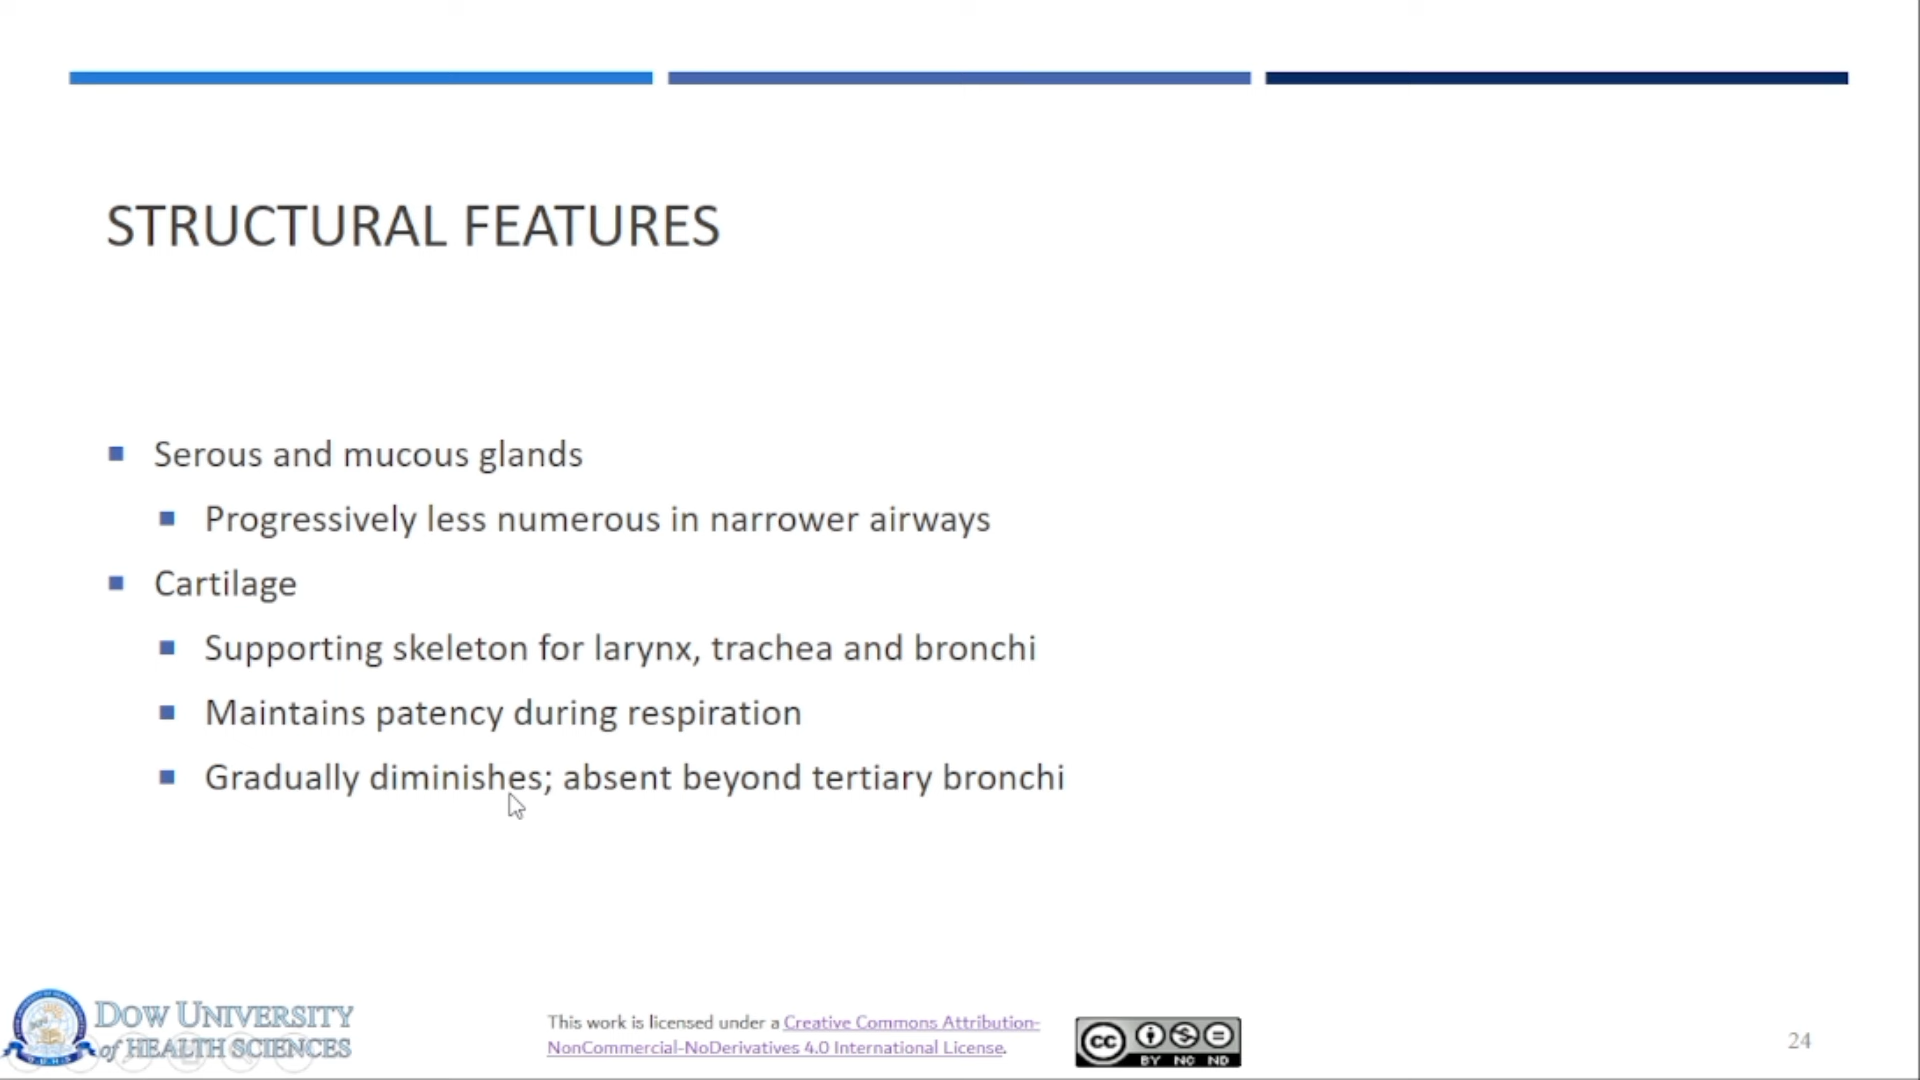 STRUCTURAL FEATURES
Serous and mucous glands
Progressively less numerous in narrower airways
Cartilage
Supporting skeleton for larynx, trachea and bronchi
Maintains patency during respiration
Gradually diminishes; absent beyond tertiary bronchi
DOW UNIVERSITY
of HEALTH SCIENCES
This work is licensed under a Creative Commons Attribution-
NonCommercial-NoDerivatives 4.0 International License.
cc
BY NC ND
24